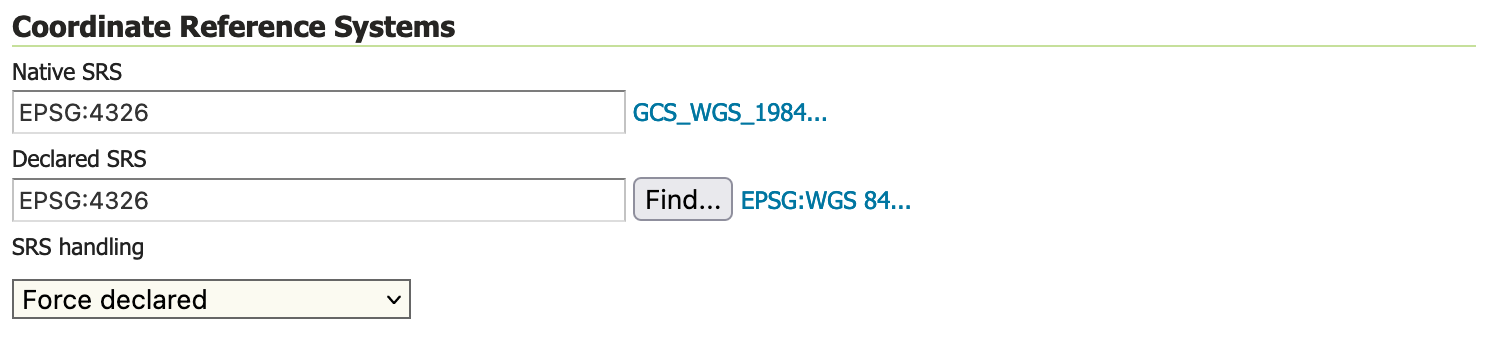 Coordinate Reference Systems
Native SRS
EPSG:4326 GCS_WGS_1984...
Declared SRS
EPSG:4326 Find... EPSG:WGS 84...
SRS handling
Force declared